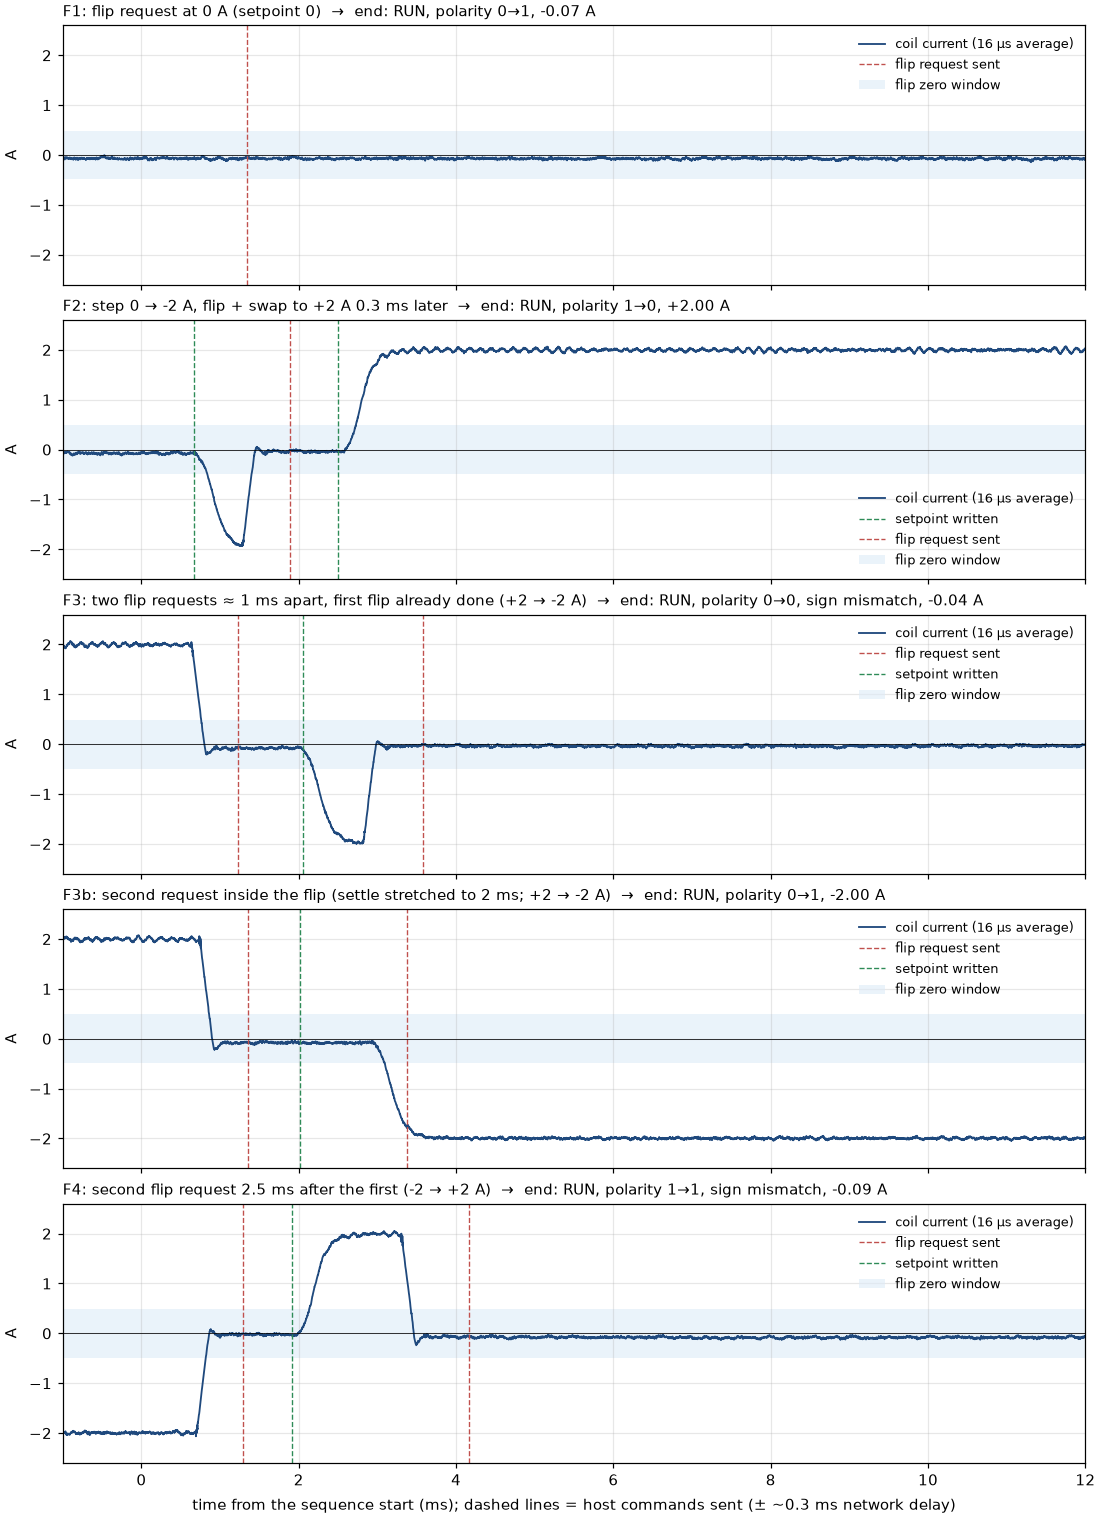 F1: flip request at 0 A (setpoint 0)  →  end: RUN, polarity 0→1, -0.07 A
2
1
0
−1
−2
A
coil current (16 µs average)
flip request sent
flip zero window
F2: step 0 → -2 A, flip + swap to +2 A 0.3 ms later  →  end: RUN, polarity 1→0, +2.00 A
2
1
0
−1
−2
A
coil current (16 µs average)
setpoint written
flip request sent
flip zero window
F3: two flip requests ≈ 1 ms apart, first flip already done (+2 → -2 A)  →  end: RUN, polarity 0→0, sign mismatch, -0.04 A
2
1
0
−1
−2
A
coil current (16 µs average)
flip request sent
setpoint written
flip zero window
F3b: second request inside the flip (settle stretched to 2 ms; +2 → -2 A)  →  end: RUN, polarity 0→1, -2.00 A
2
1
0
−1
−2
A
coil current (16 µs average)
flip request sent
setpoint written
flip zero window
F4: second flip request 2.5 ms after the first (-2 → +2 A)  →  end: RUN, polarity 1→1, sign mismatch, -0.09 A
2
1
0
−1
−2
A
coil current (16 µs average)
flip request sent
setpoint written
flip zero window
0 2 4 6 8 10 12
time from the sequence start (ms); dashed lines = host commands sent (± ~0.3 ms network delay)